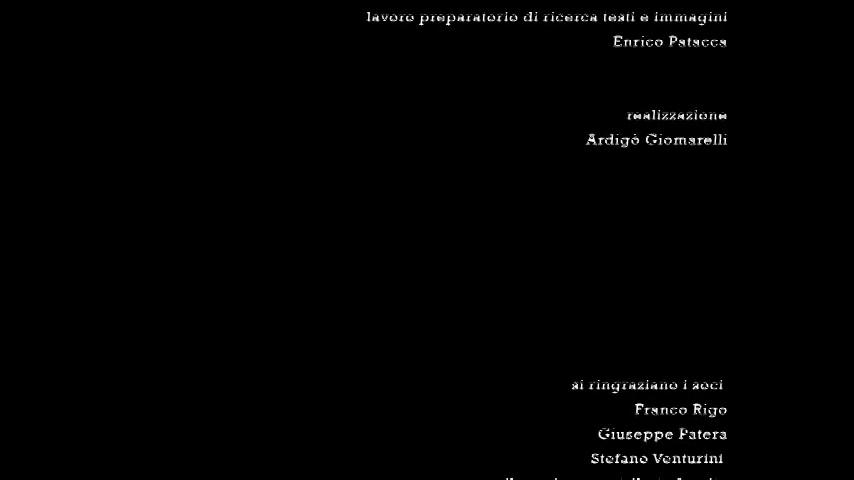 lavoro preparatorio di ricerca testi e immagini
Enrico Patacca
realizzazione
Ardigò Giomarelli
si ringraziano i soci
Franco Rigo
Giuseppe Patera
Stefano Venturini